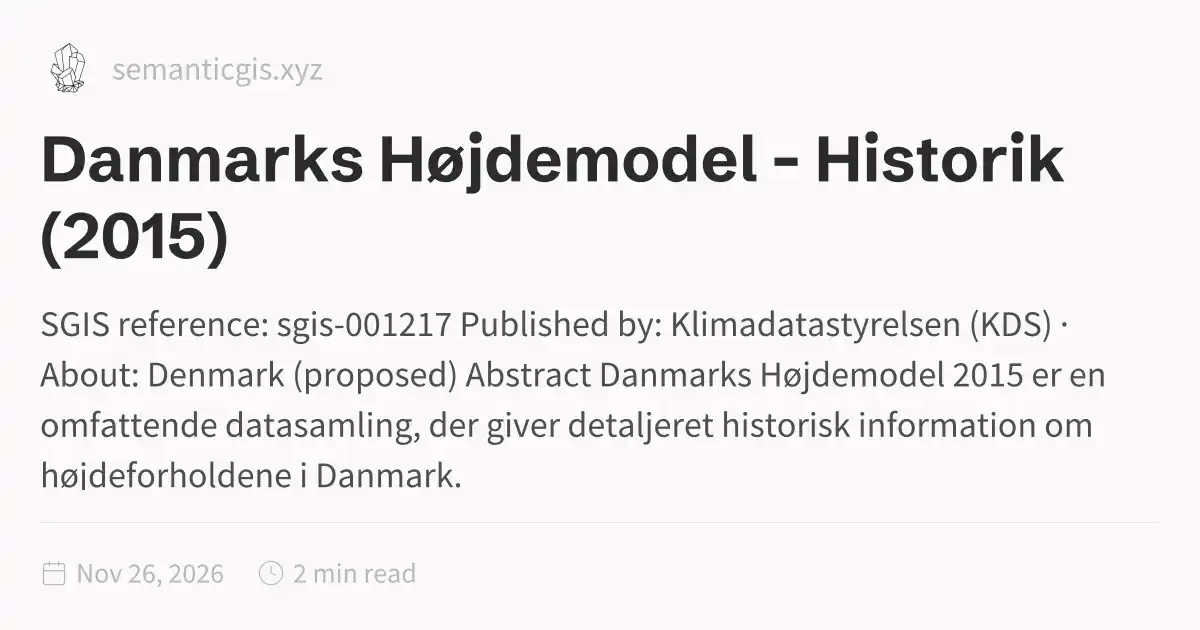 semanticgis.xyz
Danmarks Højdemodel - Historik
(2015)
SGIS reference: sgis-001217 Published by: Klimadatastyrelsen (KDS) ·
About: Denmark (proposed) Abstract Danmarks Højdemodel 2015 er en
omfattende datasamling, der giver detaljeret historisk information om
højdeforholdene i Danmark.
Nov 26, 2026 2 min read